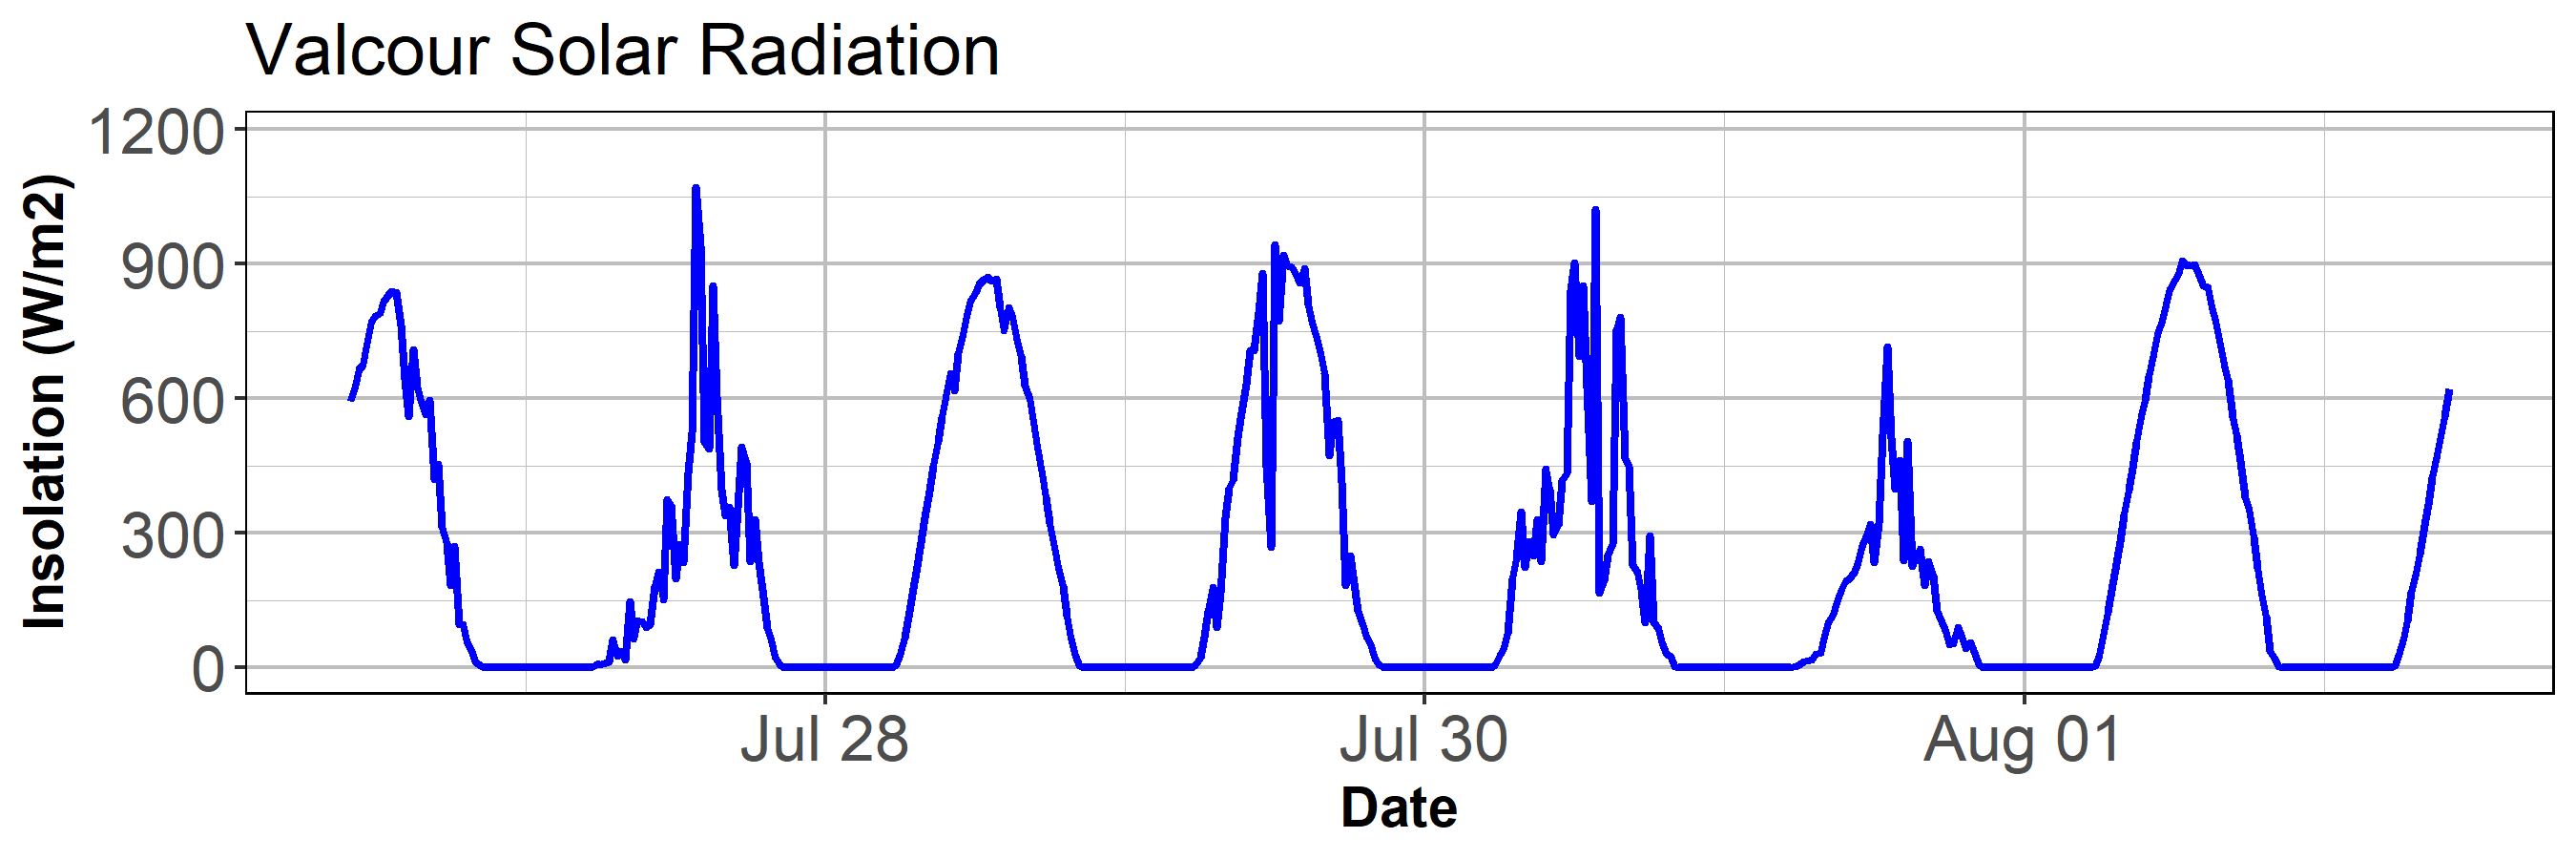 Valcour Solar Radiation
1200
900
600
300
0
Insolation (W/m2)
Jul 28 Jul 30 Aug 01
Date